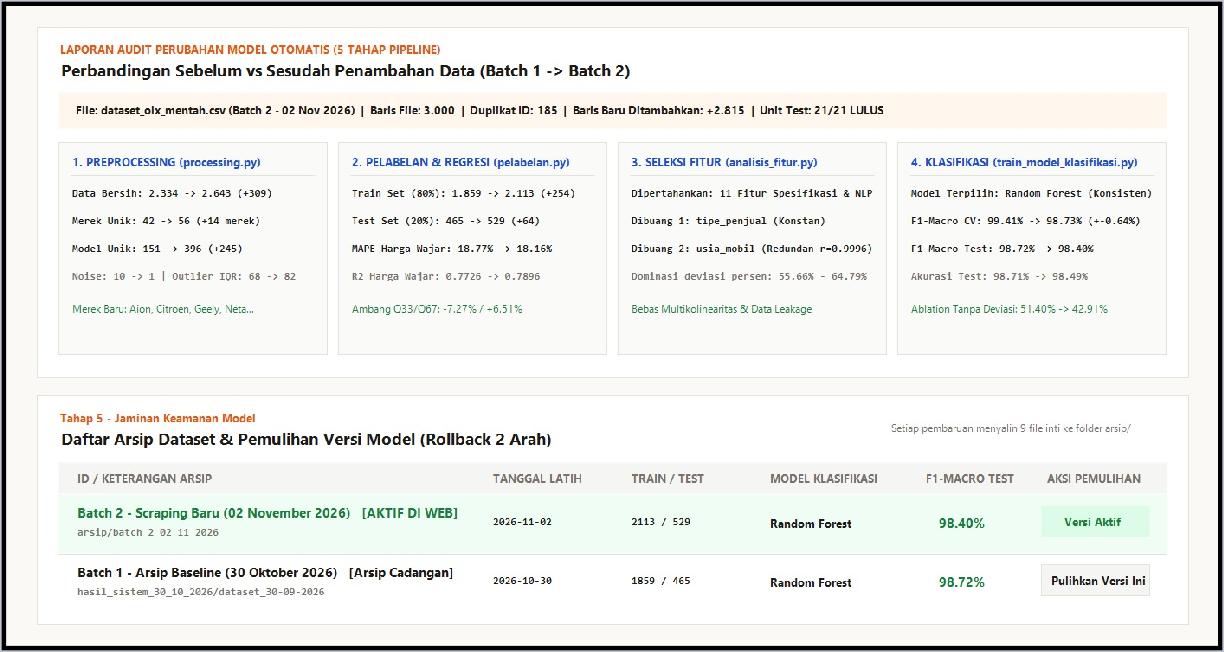 LAPORAN AUDIT PERUBAHAN MODEL OTOMATIS (5 TAHAP PIPELINE)
Perbandingan Sebelum vs Sesudah Penambahan Data (Batch 1 -> Batch 2)
File: dataset_olx_mentah.csv (Batch 2 - 02 Nov 2026) | Baris File: 3.000 | Duplikat ID: 185 | Baris Baru Ditambahkan: +2.815 | Unit Test: 21/21 LULUS
1. PREPROCESSING (processing.py)
Data Bersih: 2.334 -> 2.643 (+309)
Merek Unik: 42 -> 56 (+14 merek)
Model Unik: 151 -> 396 (+245)
Noise: 10 -> 1 | Outlier IQR: 68 -> 82
Merek Baru: Aion, Citroen, Geely, Neta...
2. PELABELAN & REGRESI (pelabelan.py)
Train Set (80%): 1.859 -> 2.113 (+254)
Test Set (20%): 465 -> 529 (+64)
MAPE Harga Wajar: 18.77% -> 18.16%
R2 Harga Wajar: 0.7726 -> 0.7896
Ambang Q33/Q67: -7.27% / +6.51%
3. SELEKSI FITUR (analisis_fitur.py)
Dipertahankan: 11 Fitur Spesifikasi & NLP
Dibuang 1: tipe_penjual (Konstan)
Dibuang 2: usia_mobil (Redundan r=0.9996)
Dominasi deviasi persen: 55.66% - 64.79%
Bebas Multikolinearitas & Data Leakage
4. KLASIFIKASI (train_model_klasifikasi.py)
Model Terpilih: Random Forest (Konsisten)
F1-Macro CV: 99.41% -> 98.73% (+-0.64%)
F1-Macro Test: 98.72% -> 98.40%
Akurasi Test: 98.71% -> 98.49%
Ablation Tanpa Deviasi: 51.40% -> 42.91%
Tahap 5 - Jaminan Keamanan Model
Daftar Arsip Dataset & Pemulihan Versi Model (Rollback 2 Arah)
Setiap pembaruan menyalin 9 file inti ke folder arsip/
ID / KETERANGAN ARSIP TANGGAL LATIH TRAIN / TEST MODEL KLASIFIKASI F1-MACRO TEST AKSI PEMULIHAN
Batch 2 - Scraping Baru (02 November 2026) [AKTIF DI WEB] 2026-11-02 2113 / 529 Random Forest 98.40% Versi Aktif
arsip/batch_2_02_11_2026
Batch 1 - Arsip Baseline (30 Oktober 2026) [Arsip Cadangan] 2026-10-30 1859 / 465 Random Forest 98.72% Pulihkan Versi Ini
hasil_sistem_30_10_2026/dataset_30-09-2026